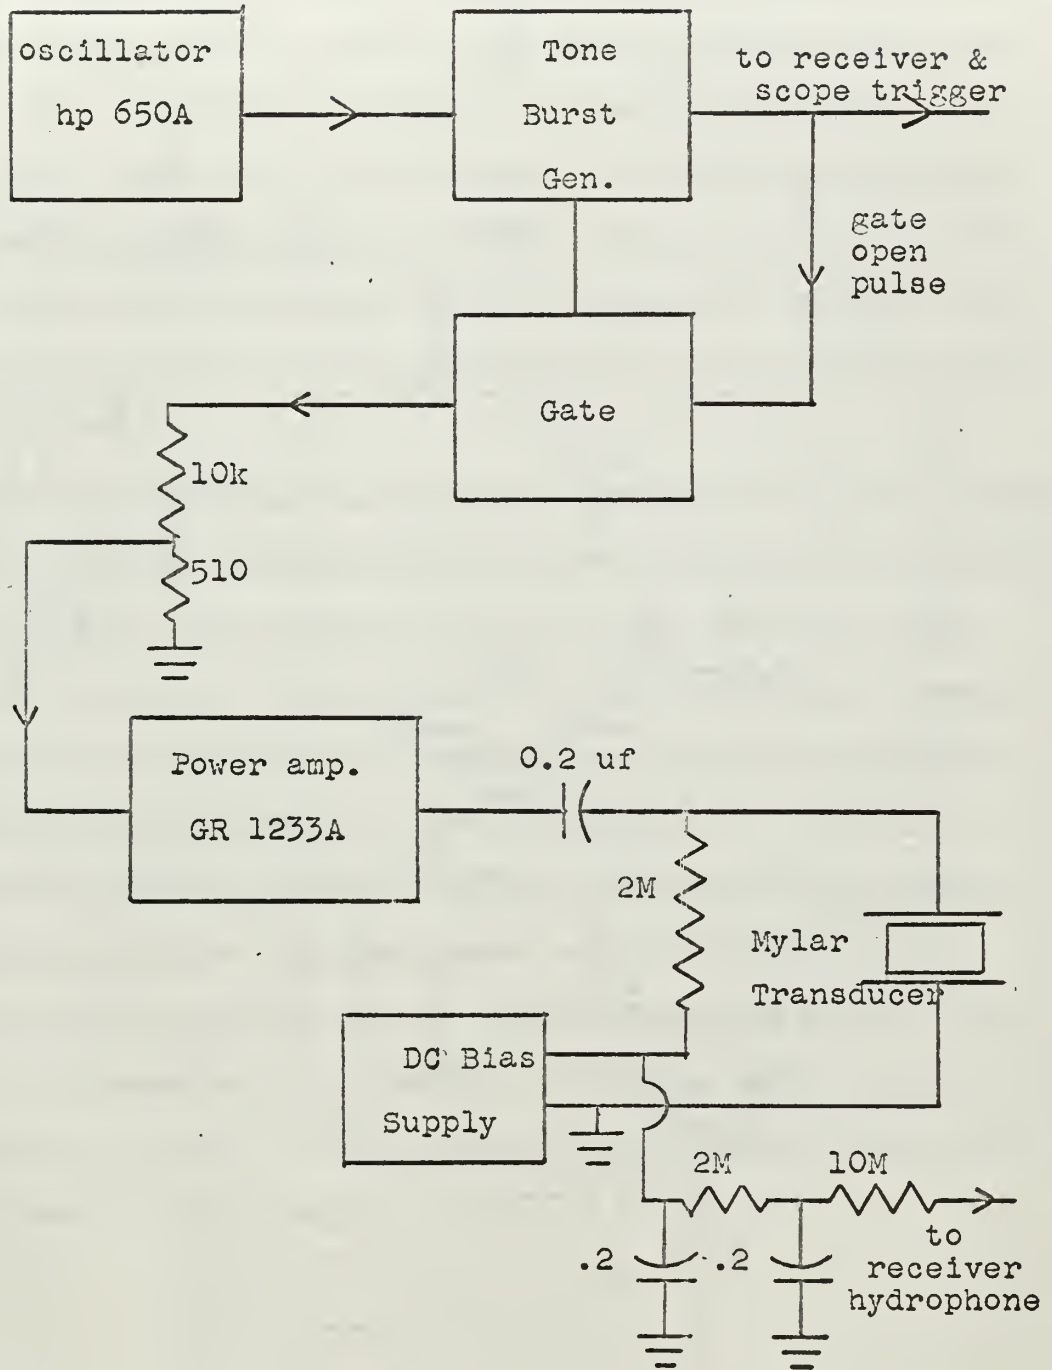 oscillator
hp 650A
Tone
Burst
Gen.
to receiver &
scope trigger
gate
open
pulse
Gate
10k
510
Power amp.
GR 1233A
0.2 uf
2M
Mylar
Transducer
DC Bias
Supply
2M
10M
.2
.2
to
receiver
hydrophone